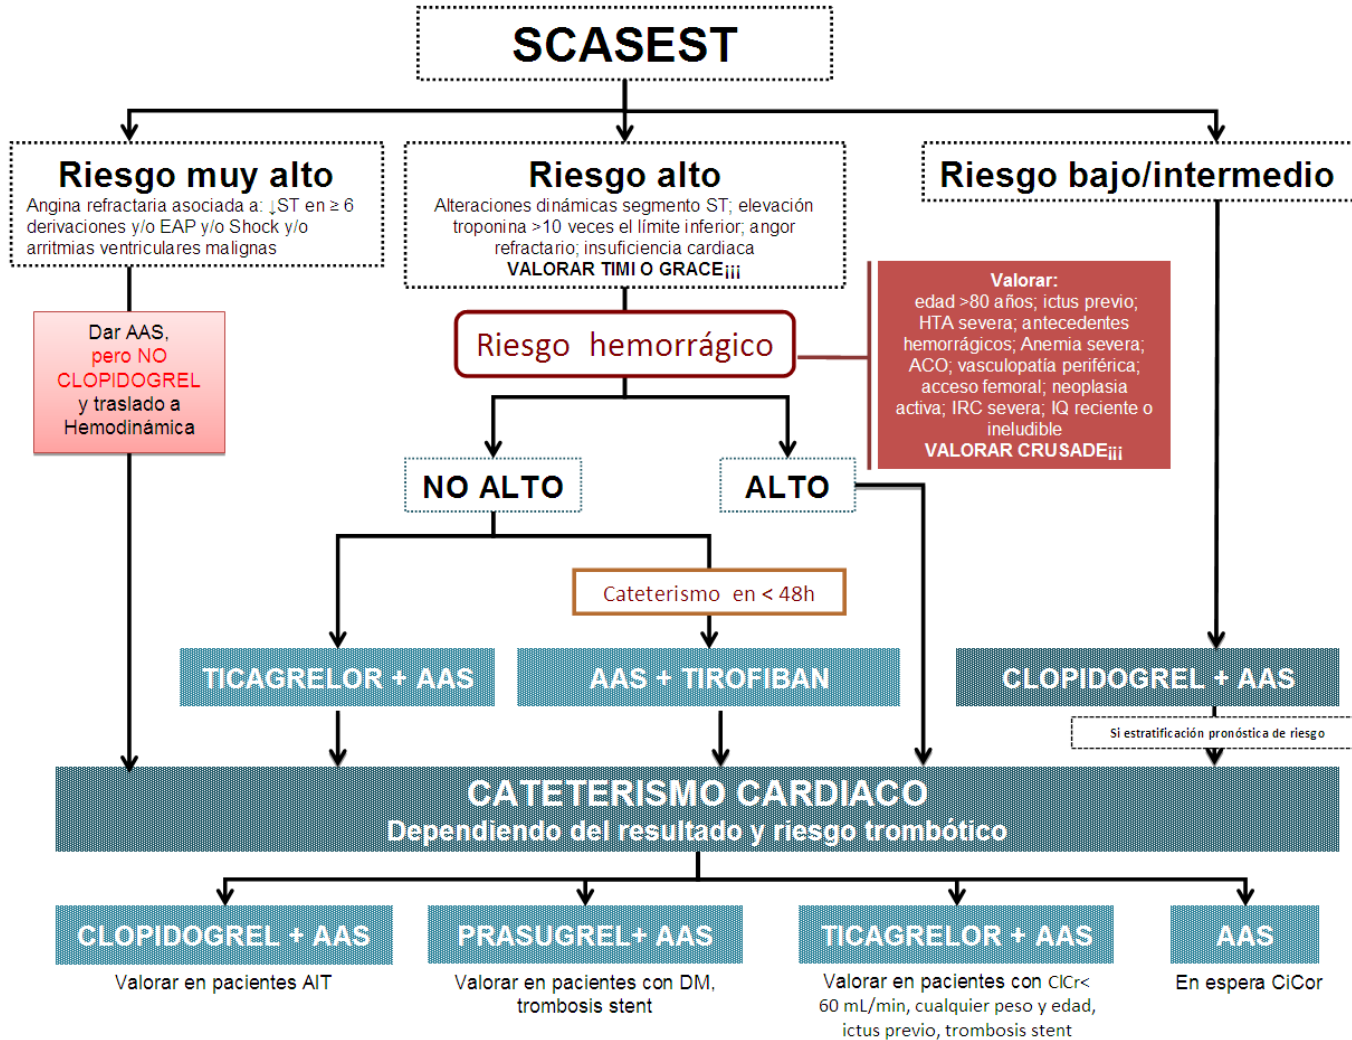 SCASEST
Riesgo muy alto
Angina refractaria asociada a: ↓ST en ≥ 6
derivaciones y/o EAP y/o Shock y/o
arritmias ventriculares malignas
Riesgo alto
Alteraciones dinámicas segmento ST; elevación
troponina >10 veces el límite inferior; angor
refractario; insuficiencia cardiaca
VALORAR TIMI O GRACE¡¡¡
Riesgo bajo/intermedio
Dar AAS,
pero NO
CLOPIDOGREL
y traslado a
Hemodinámica
Riesgo hemorrágico
Valorar:
edad >80 años; ictus previo;
HTA severa; antecedentes
hemorrágicos; Anemia severa;
ACO; vasculopatía periférica;
acceso femoral; neoplasia
activa; IRC severa; IQ reciente o
ineludible
VALORAR CRUSADE¡¡¡
NO ALTO
ALTO
Cateterismo en < 48h
TICAGRELOR + AAS
AAS + TIROFIBAN
CLOPIDOGREL + AAS
Si estratificación pronóstica de riesgo
CATETERISMO CARDIACO
Dependiendo del resultado y riesgo trombótico
CLOPIDOGREL + AAS
Valorar en pacientes AIT
PRASUGREL+ AAS
Valorar en pacientes con DM,
trombosis stent
TICAGRELOR + AAS
Valorar en pacientes con ClCr<
60 mL/min, cualquier peso y edad,
ictus previo, trombosis stent
AAS
En espera CiCor